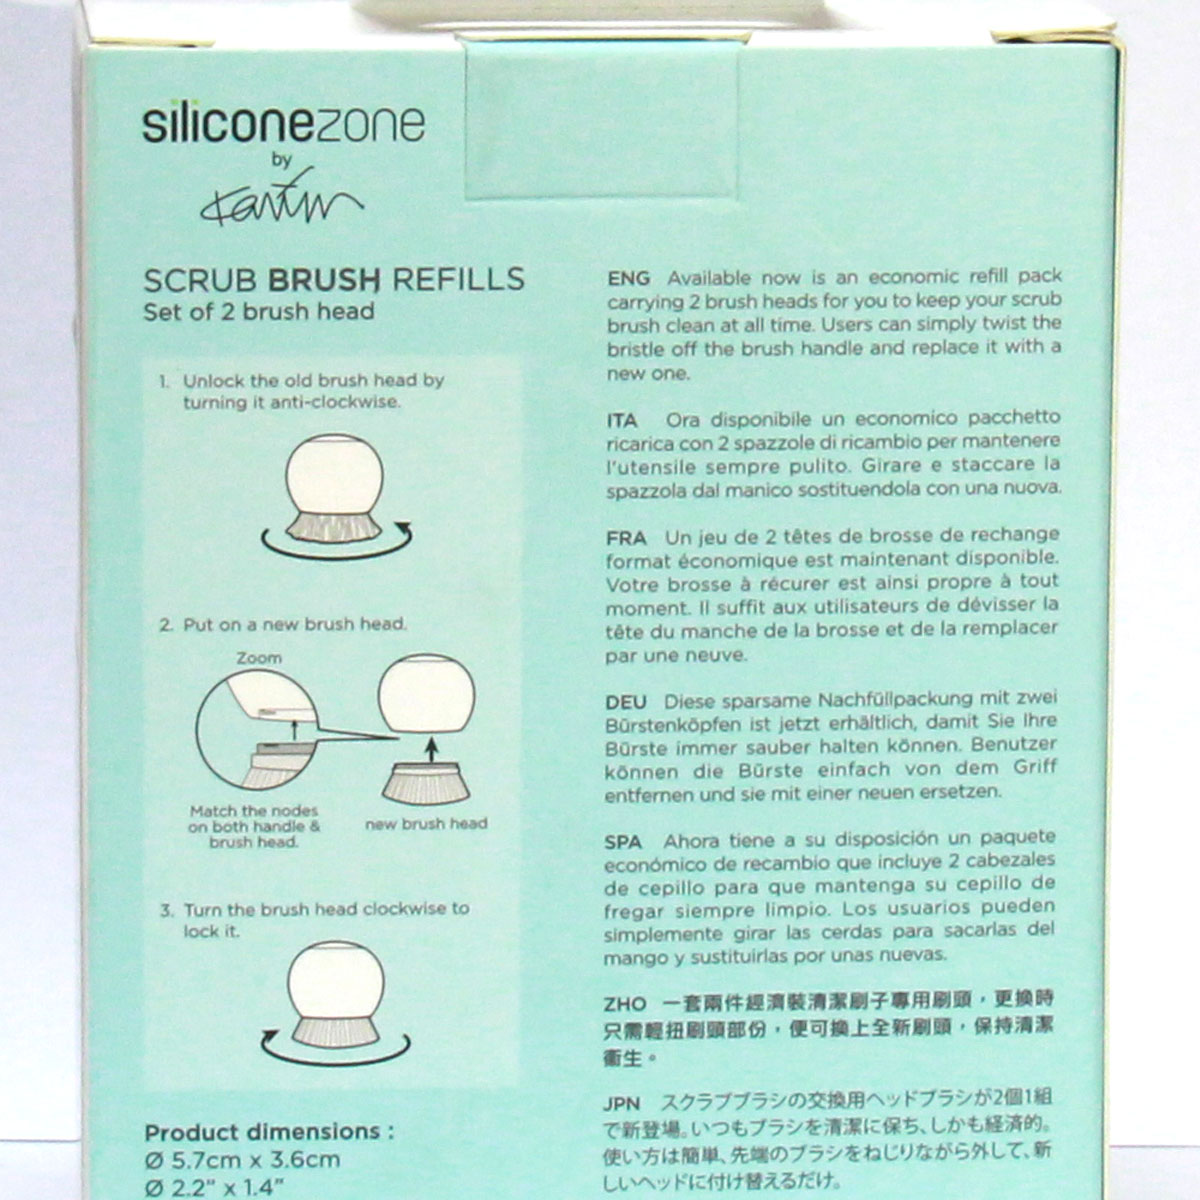 siliconezone
by
Karim
SCRUB BRUSH REFILLS
Set of 2 brush head
1. Unlock the old brush head by
turning it anti-clockwise.
2. Put on a new brush head.
Zoom
Match the nodes
on both handle &
brush head.
new brush head
3. Turn the brush head clockwise to
lock it.
Product dimensions :
Ø 5.7cm x 3.6cm
Ø 2.2" x 1.4"
ENG Available now is an economic refill pack
carrying 2 brush heads for you to keep your scrub
brush clean at all time. Users can simply twist the
bristle off the brush handle and replace it with a
new one.
ITA Ora disponibile un economico pacchetto
ricarica con 2 spazzole di ricambio per mantenere
l'utensile sempre pulito. Girare e staccare la
spazzola dal manico sostituendola con una nuova.
FRA Un jeu de 2 têtes de brosse de rechange
format économique est maintenant disponible.
Votre brosse à récurer est ainsi propre à tout
moment. Il suffit aux utilisateurs de dévisser la
tête du manche de la brosse et de la remplacer
par une neuve.
DEU Diese sparsame Nachfüllpackung mit zwei
Bürstenköpfen ist jetzt erhältlich, damit Sie Ihre
Bürste immer sauber halten können. Benutzer
können die Bürste einfach von dem Griff
entfernen und sie mit einer neuen ersetzen.
SPA Ahora tiene a su disposición un paquete
económico de recambio que incluye 2 cabezales
de cepillo para que mantenga su cepillo de
fregar siempre limpio. Los usuarios pueden
simplemente girar las cerdas para sacarlas del
mango y sustituirlas por unas nuevas.
ZHO 一套兩件經濟裝清潔刷子專用刷頭，更換時
只需輕扭刷頭部份，便可換上全新刷頭，保持清潔
衞生。
JPN スクラブブラシの交換用ヘッドブラシが2個1組
で新登場。いつもブラシを清潔に保ち、しかも経済的。
使い方は簡単、先端のブラシをねじりながら外して、新
しいヘッドに付け替えるだけ。